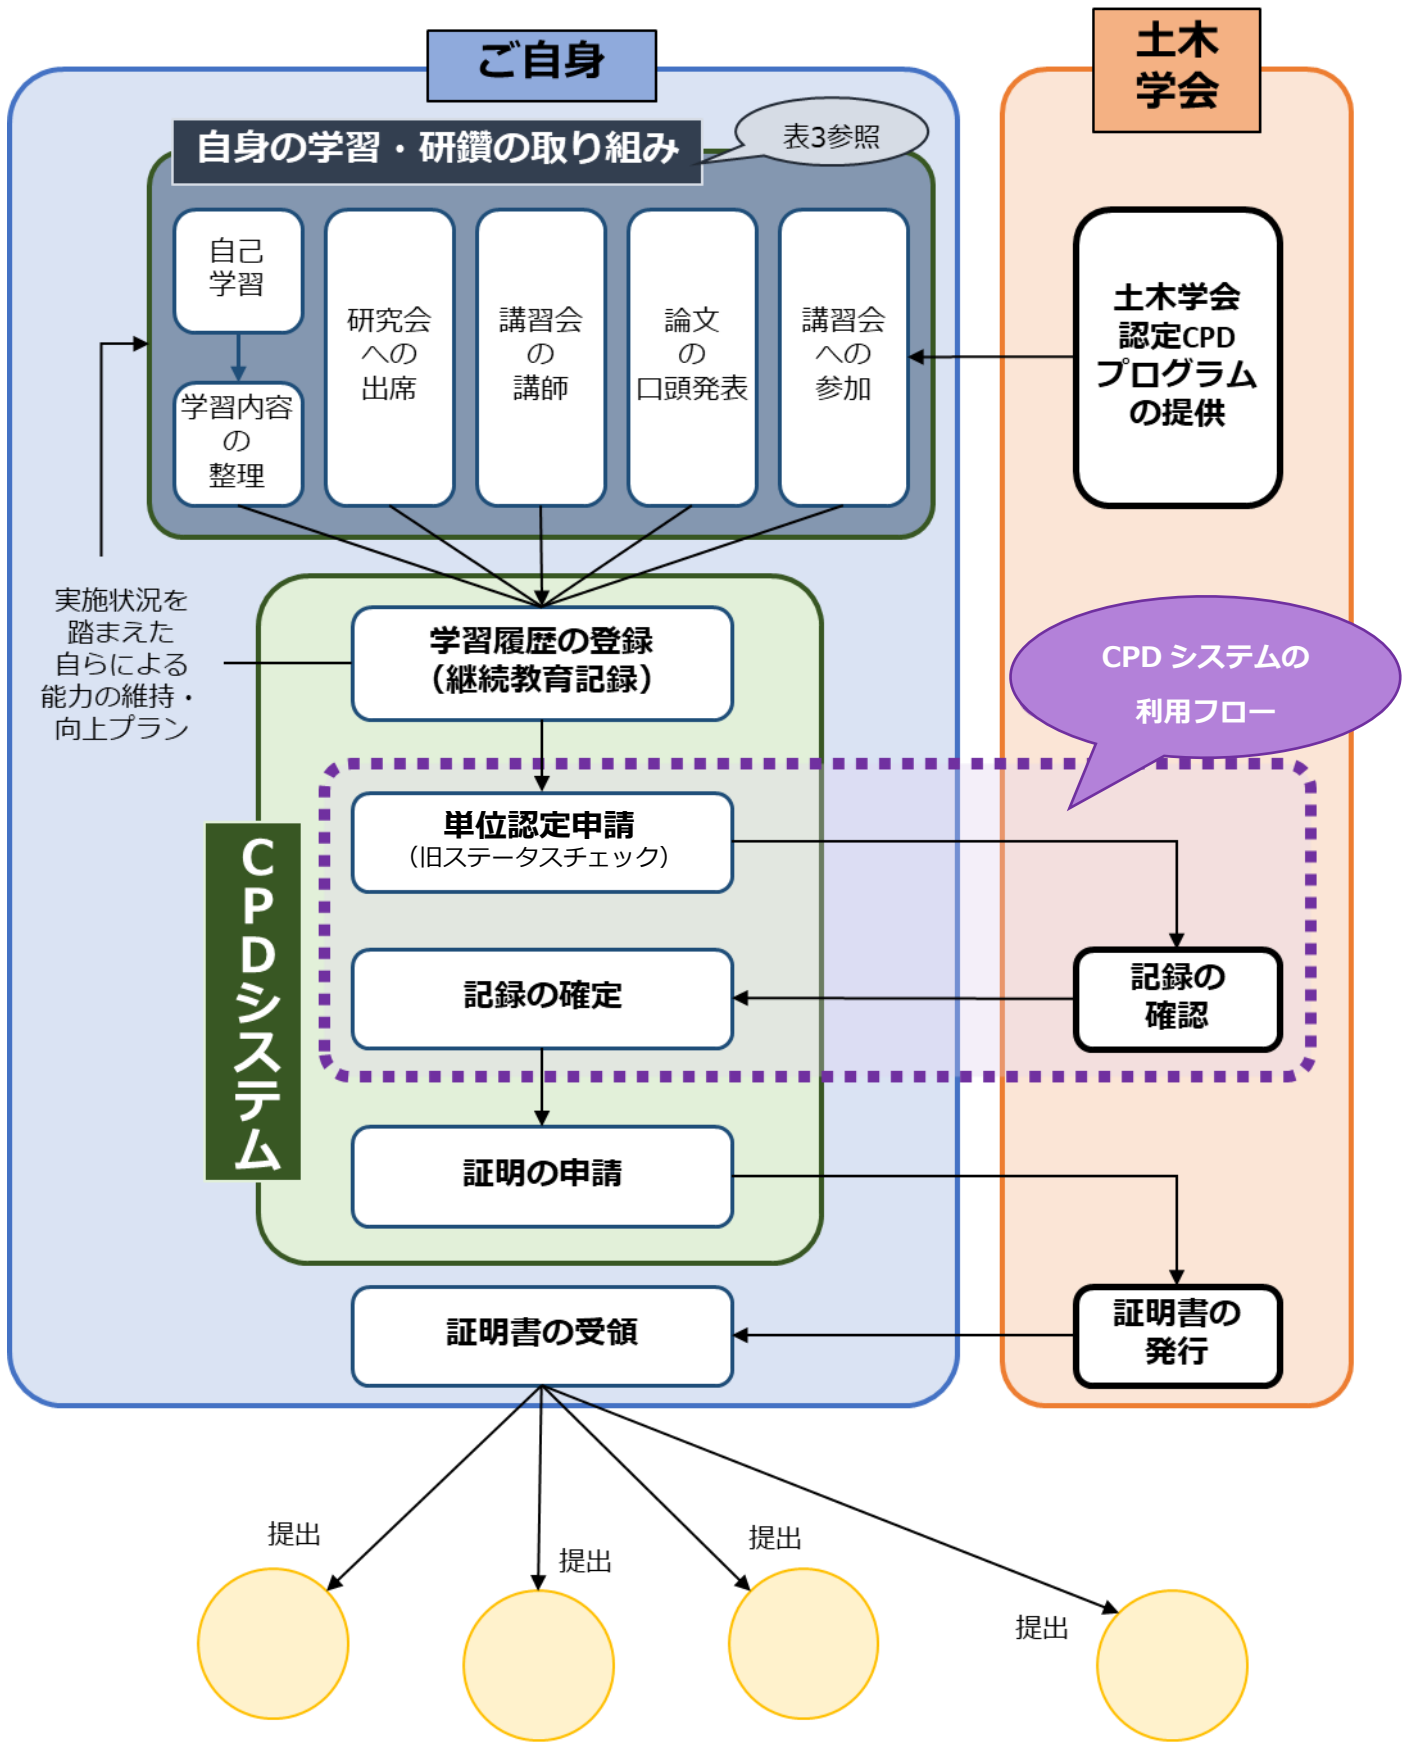 ご自身
土木
学会
自身の学習・研鑽の取り組み
表3参照
自己
学習
学習内容
の
整理
研究会
への
出席
講習会
の
講師
論文
の
口頭発表
講習会
への
参加
土木学会
認定CPD
プログラム
の提供
実施状況を
踏まえた
自らによる
能力の維持・
向上プラン
学習履歴の登録
（継続教育記録）
CPD システムの
利用フロー
CPDシステム
単位認定申請
（旧ステータスチェック）
記録の確定
記録の
確認
証明の申請
証明書の受領
証明書の
発行
提出
提出
提出
提出